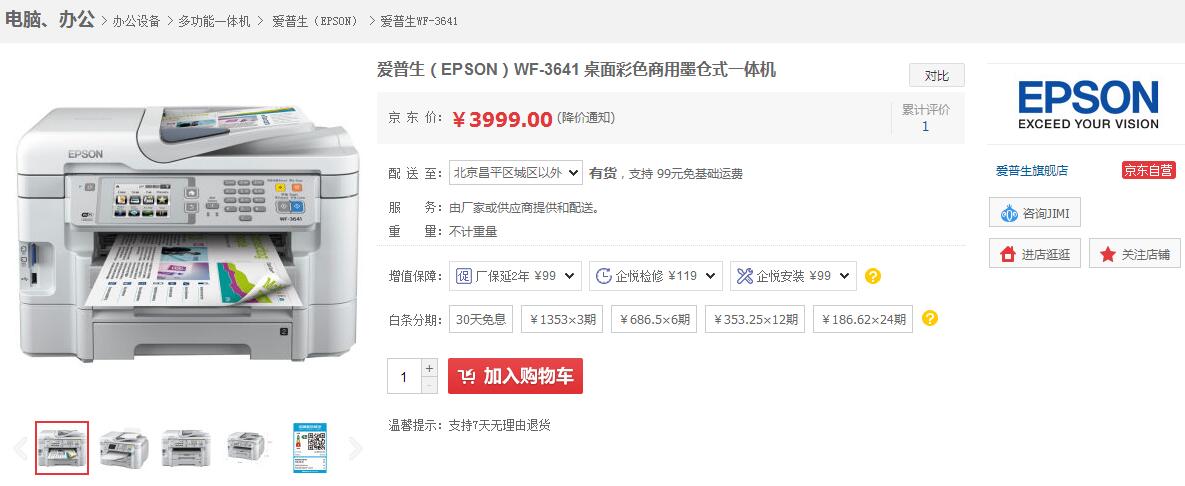 电脑、办公 > 办公设备 > 多功能一体机 > 爱普生（EPSON） > 爱普生WF-3641
爱普生（EPSON）WF-3641 桌面彩色商用墨仓式一体机
对比
京 东 价： ￥3999.00 (降价通知)
累计评价
1
配 送 至： 北京昌平区城区以外 有货，支持 99元免基础运费
服 务： 由厂家或供应商提供和配送。
重 量： 不计重量
增值保障： 促 厂保延2年 ￥99 企悦检修 ￥119 企悦安装 ￥99 ?
白条分期： 30天免息 ￥1353×3期 ￥686.5×6期 ￥353.25×12期 ￥186.62×24期 ?
1 + -
加入购物车
温馨提示：支持7天无理由退货
EPSON
EXCEED YOUR VISION
爱普生旗舰店 京东自营
咨询JIMI
进店逛逛 关注店铺
EPSON
WF-3641